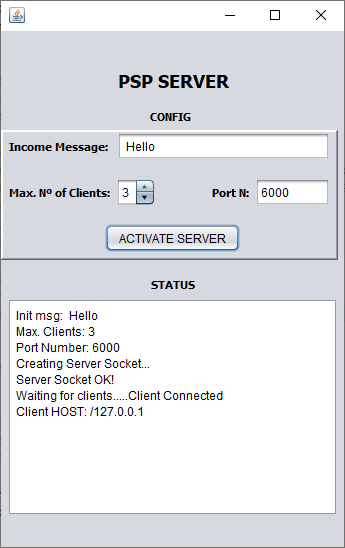 PSP SERVER
CONFIG
Income Message: Hello
Max. Nº of Clients: 3 Port N: 6000
ACTIVATE SERVER
STATUS
Init msg: Hello
Max. Clients: 3
Port Number: 6000
Creating Server Socket...
Server Socket OK!
Waiting for clients.....Client Connected
Client HOST: /127.0.0.1